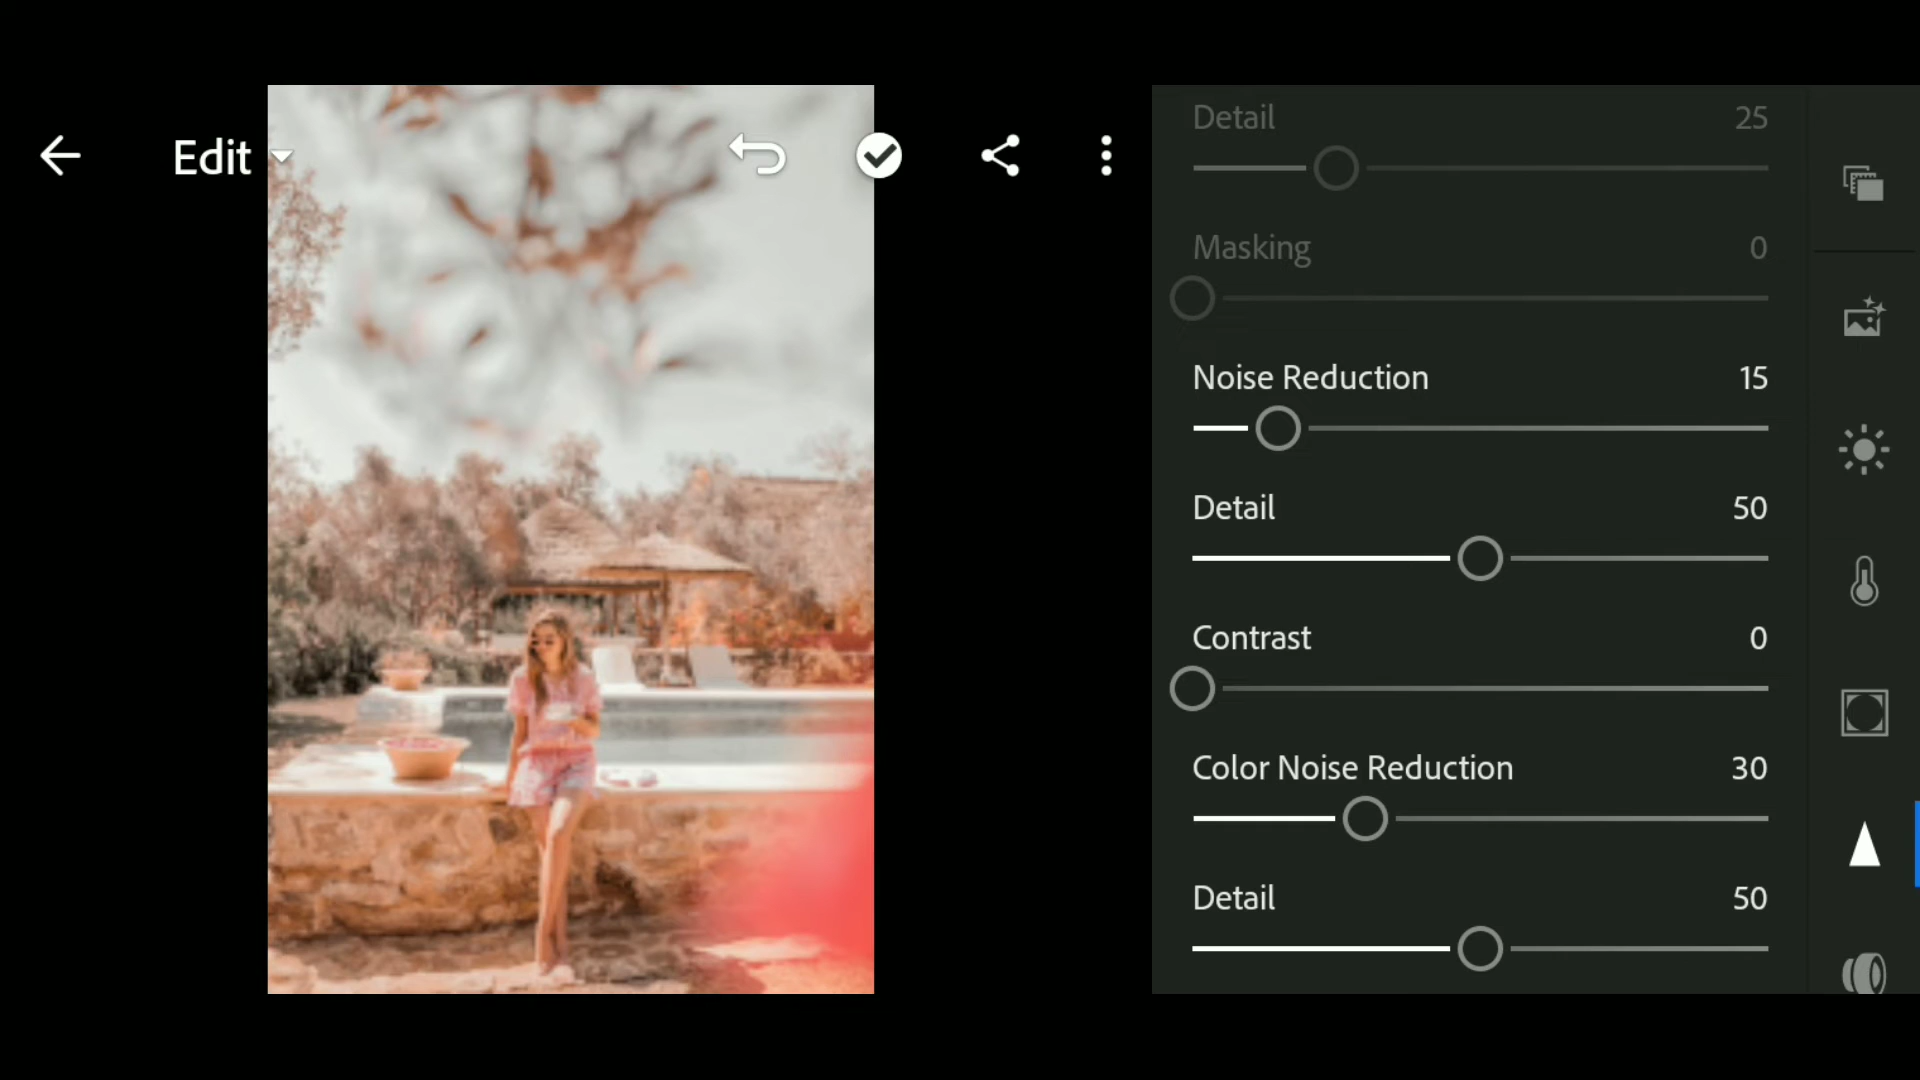 Edit
Detail 25
Masking 0
Noise Reduction 15
Detail 50
Contrast 0
Color Noise Reduction 30
Detail 50